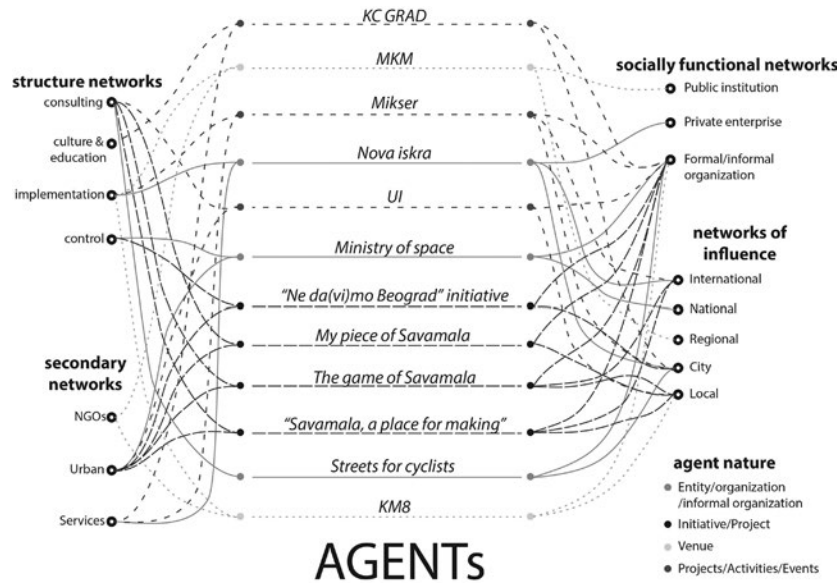 structure networks
consulting
culture &
education
implementation
control
secondary
networks
NGOs
Urban
Services
KC GRAD
MKM
Mikser
Nova iskra
UI
Ministry of space
“Ne da(vi)mo Beograd” initiative
My piece of Savamala
The game of Savamala
“Savamala, a place for making”
Streets for cyclists
KM8
AGENTs
socially functional networks
Public institution
Private enterprise
Formal/informal
organization
networks of
influence
International
National
Regional
City
Local
agent nature
Entity/organization
/informal organization
Initiative/Project
Venue
Projects/Activities/Events